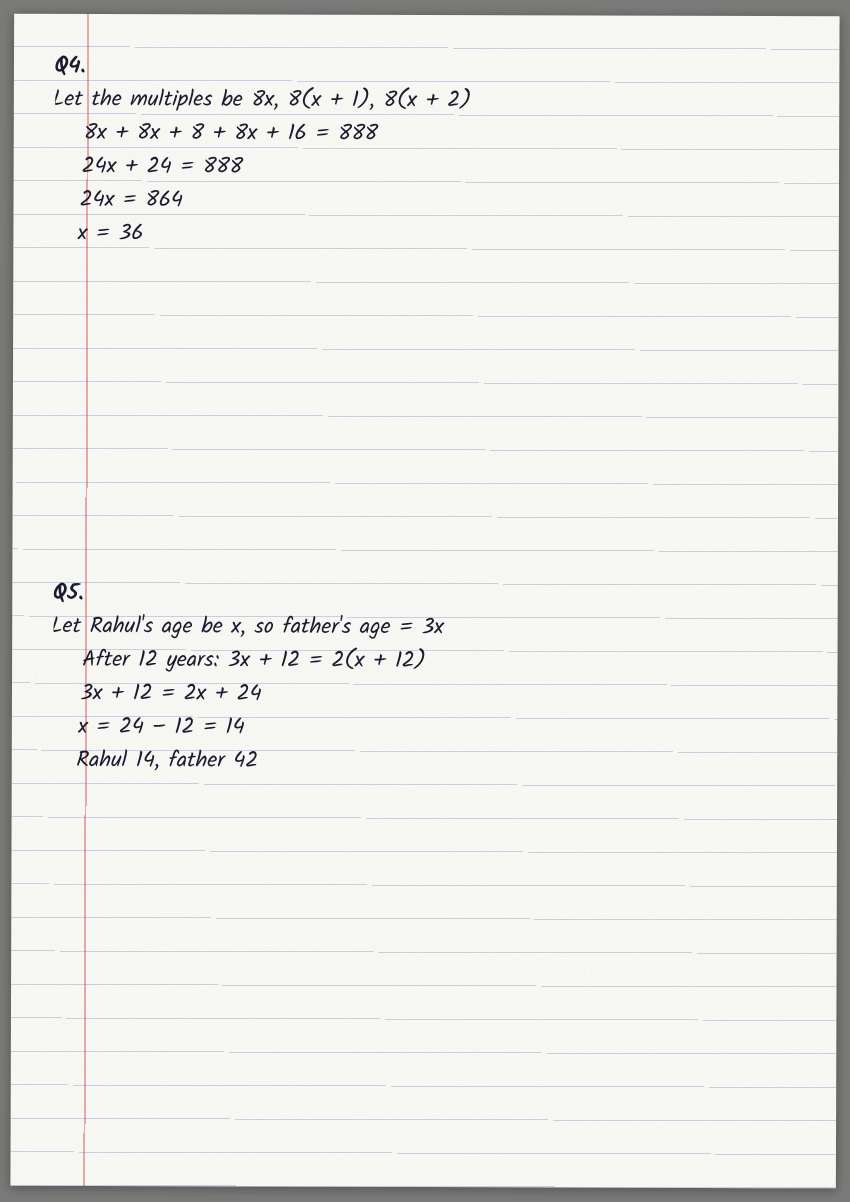 Q4.
Let the multiples be 8x, 8(x + 1), 8(x + 2)
8x + 8x + 8 + 8x + 16 = 888
24x + 24 = 888
24x = 864
x = 36
Q5.
Let Rahul's age be x, so father's age = 3x
After 12 years: 3x + 12 = 2(x + 12)
3x + 12 = 2x + 24
x = 24 − 12 = 14
Rahul 14, father 42